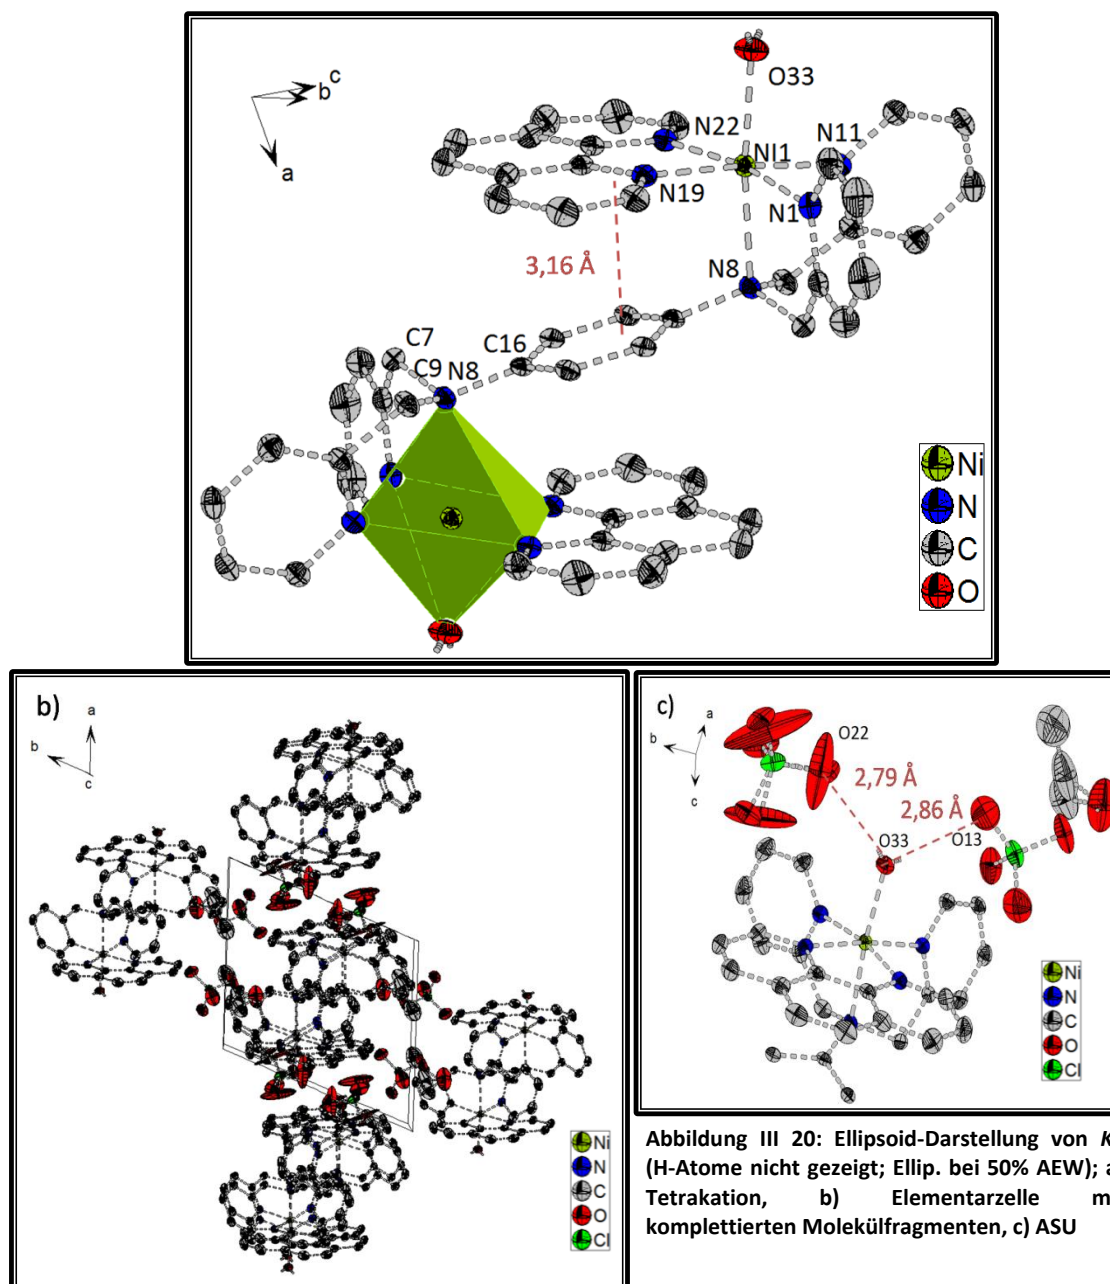 O33
c
b
a
N22
N11
NI1
N19
N1
3,16 Å
N8
C7
C16
C9
N8
Ni
N
C
O
b)
a
b
c
Ni
N
C
O
Cl
c)
a
b
c
O22
2,79 Å
2,86 Å
O33
O13
Ni
N
C
O
Cl
Abbildung III 20: Ellipsoid-Darstellung von
(H-Atome nicht gezeigt; Ellip. bei 50% AEW);
Tetrakation, b) Elementarzelle
komplettierten Molekülfragmenten, c) ASU